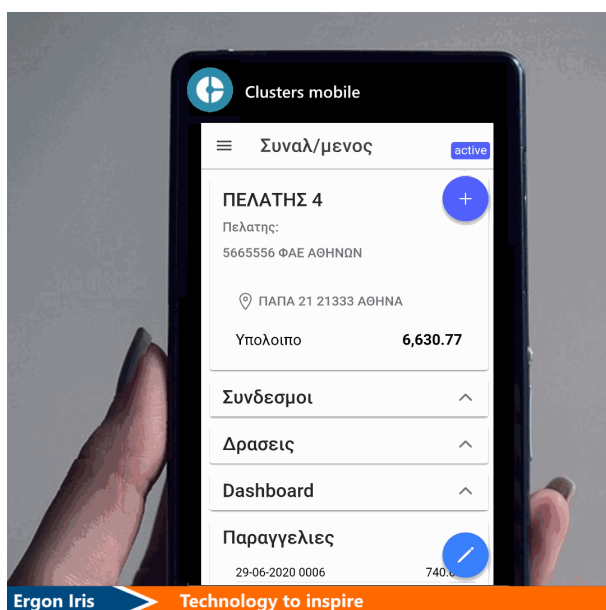 Clusters mobile
Συναλ/μενος
active
ΠΕΛΑΤΗΣ 4
Πελατης:
5665556 ΦΑΕ ΑΘΗΝΩΝ
ΠΑΠΑ 21 21333 ΑΘΗΝΑ
Υπολοιπο 6,630.77
Συνδεσμοι
Δρασεις
Dashboard
Παραγγελιες
29-06-2020 0006
Ergon Iris Technology to inspire